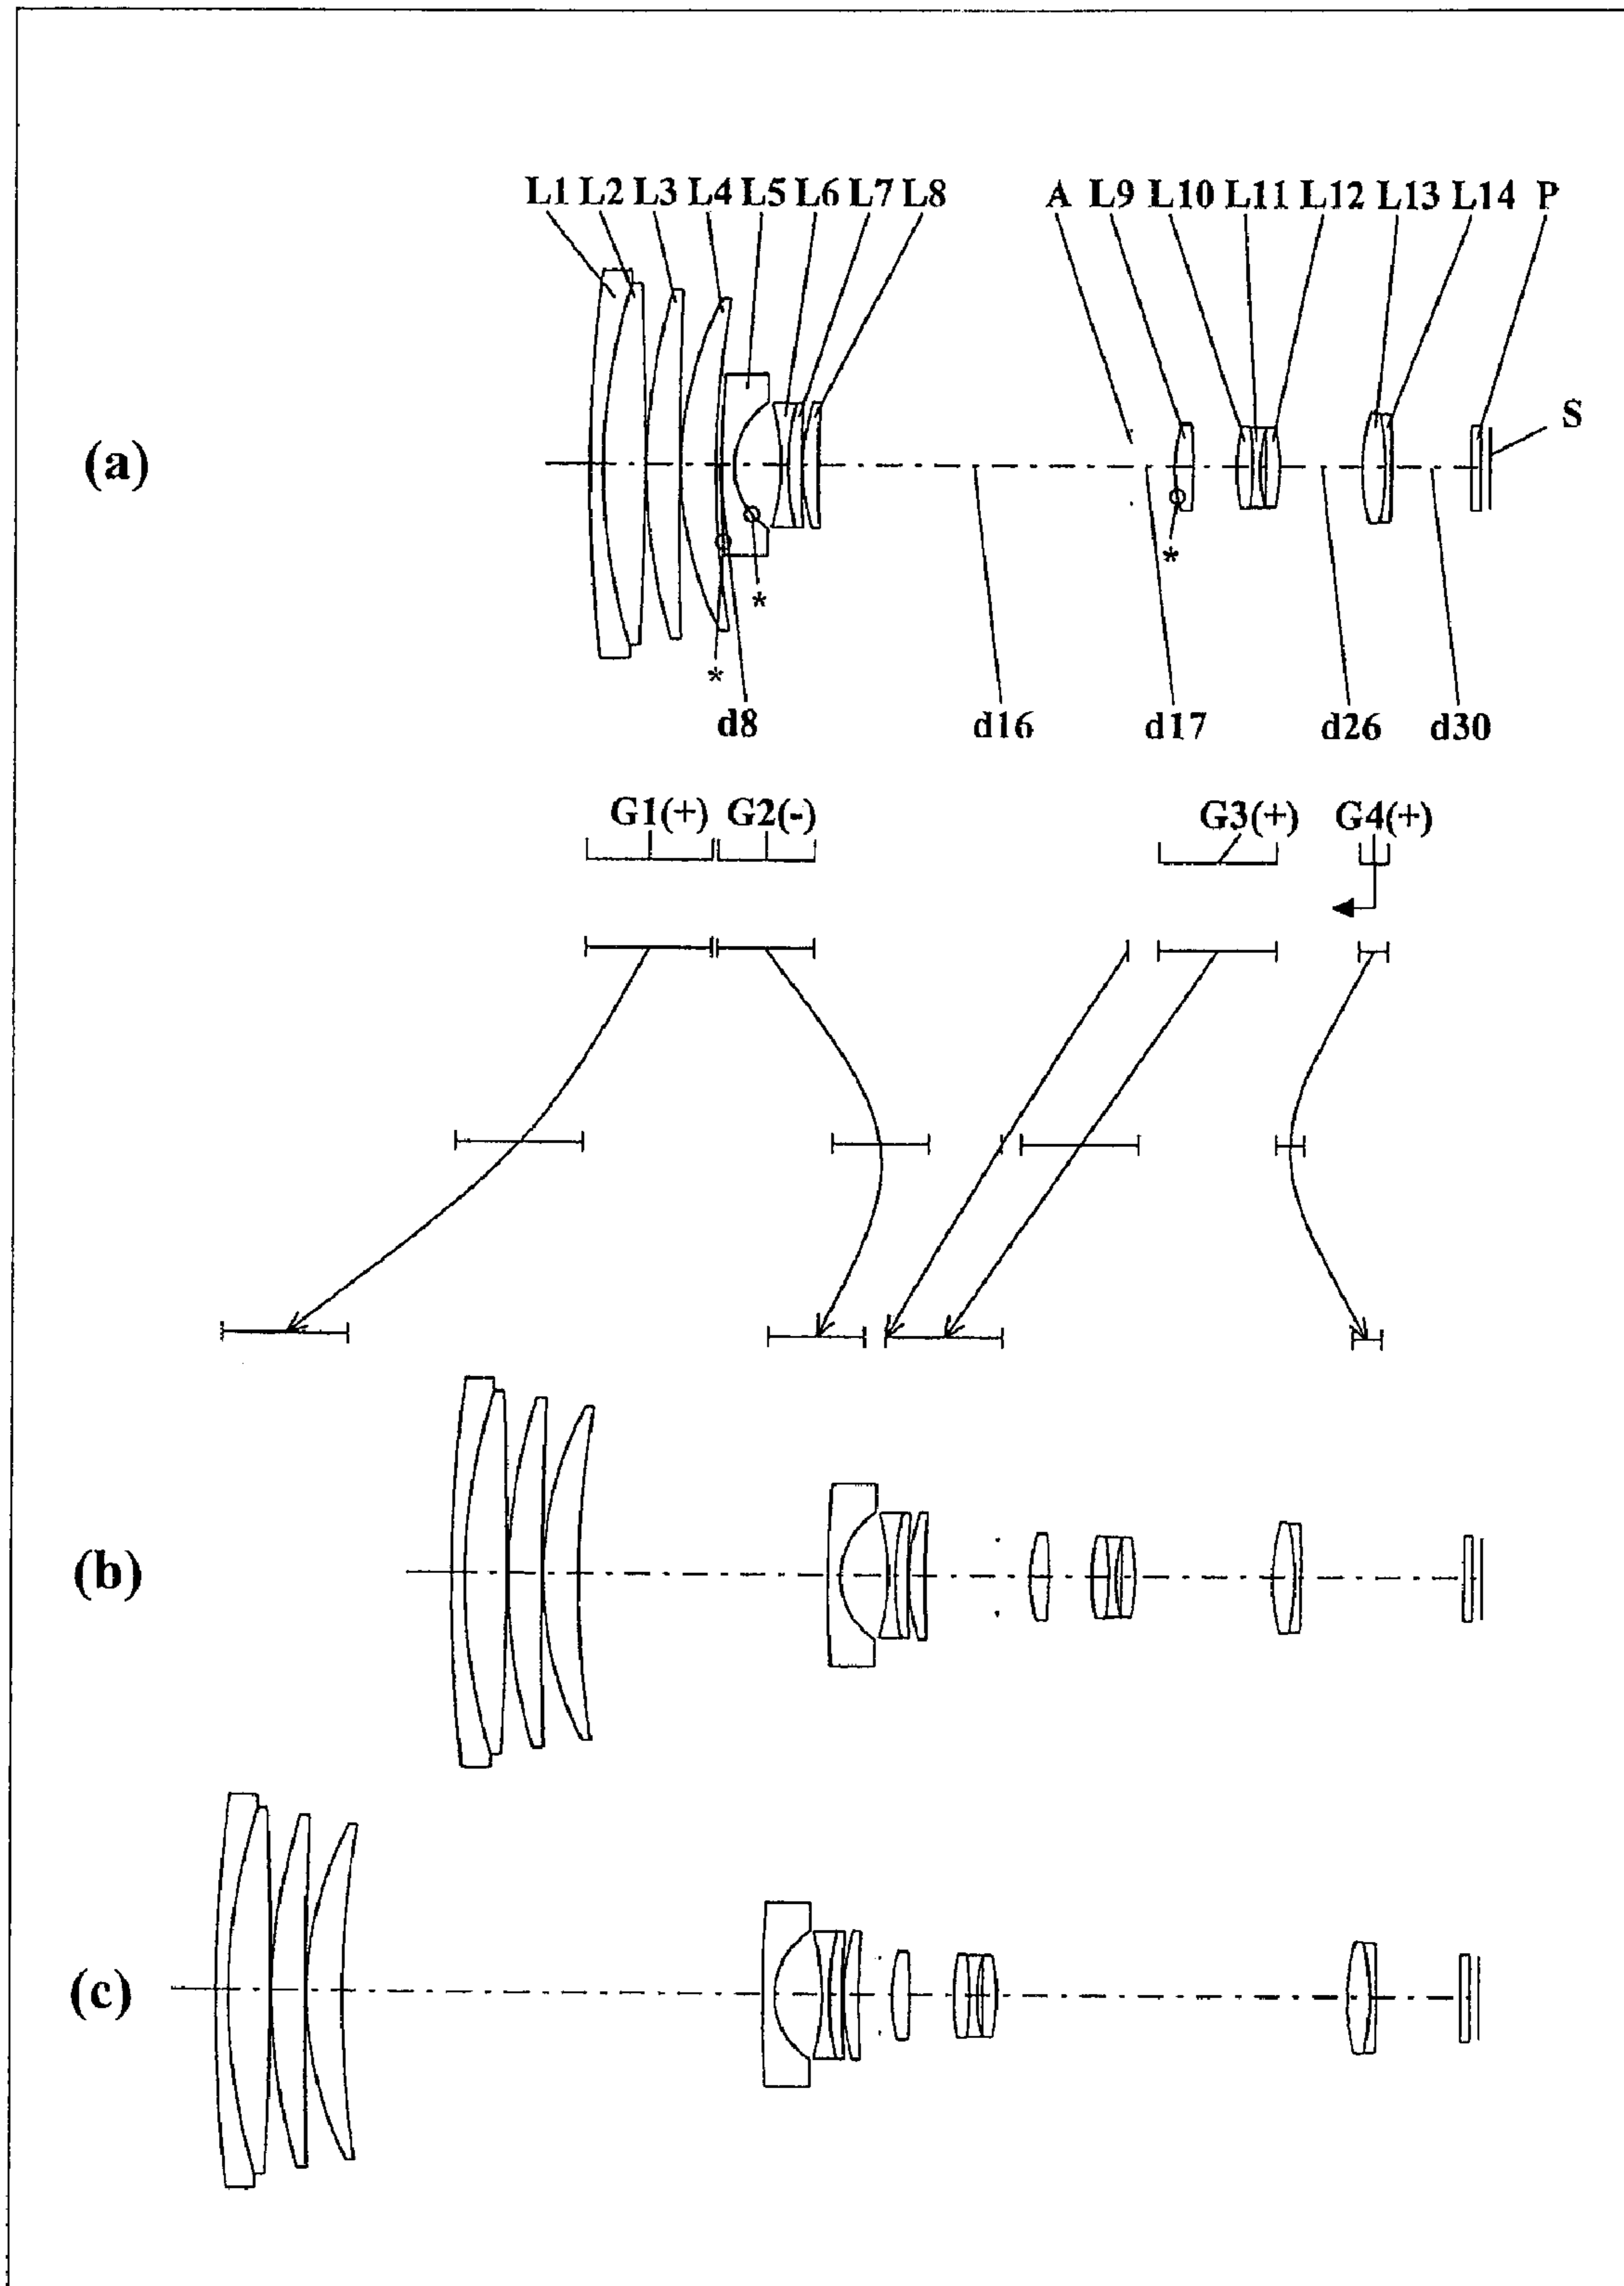 L1 L2 L3 L4 L5 L6 L7 L8 A L9 L10 L11 L12 L13 L14 P
S
(a)
*
*
*
d8 d16 d17 d26 d30
G1(+) G2(-) G3(+) G4(+)
(b)
(c)